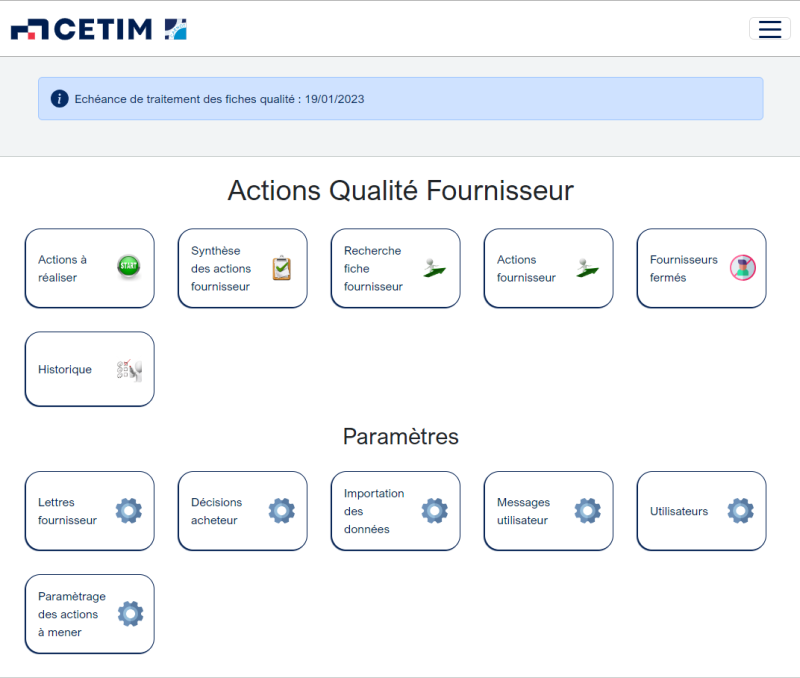 CETIM
i Echéance de traitement des fiches qualité : 19/01/2023
Actions Qualité Fournisseur
Actions à
réaliser
START
Synthèse
des actions
fournisseur
Recherche
fiche
fournisseur
Actions
fournisseur
Fournisseurs
fermés
Historique
Paramètres
Lettres
fournisseur
Décisions
acheteur
Importation
des
données
Messages
utilisateur
Utilisateurs
Paramètrage
des actions
à mener